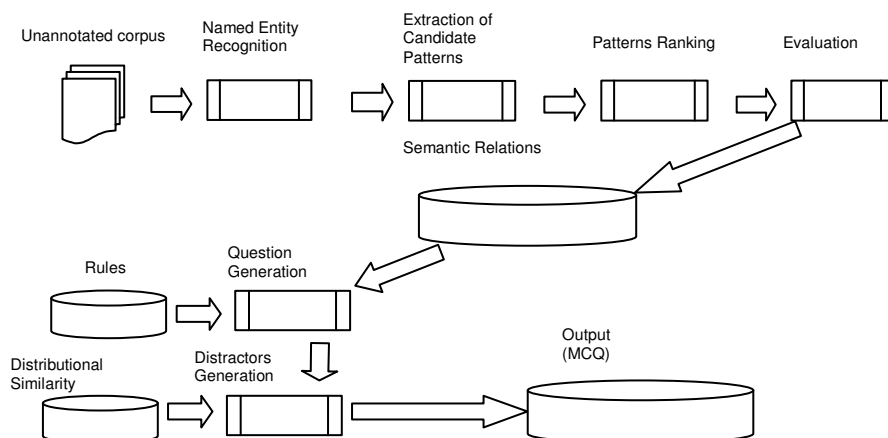 Unannotated corpus
Named Entity
Recognition
Extraction of
Candidate
Patterns
Patterns Ranking
Evaluation
Semantic Relations
Rules
Question
Generation
Distributional
Similarity
Distractors
Generation
Output
(MCQ)